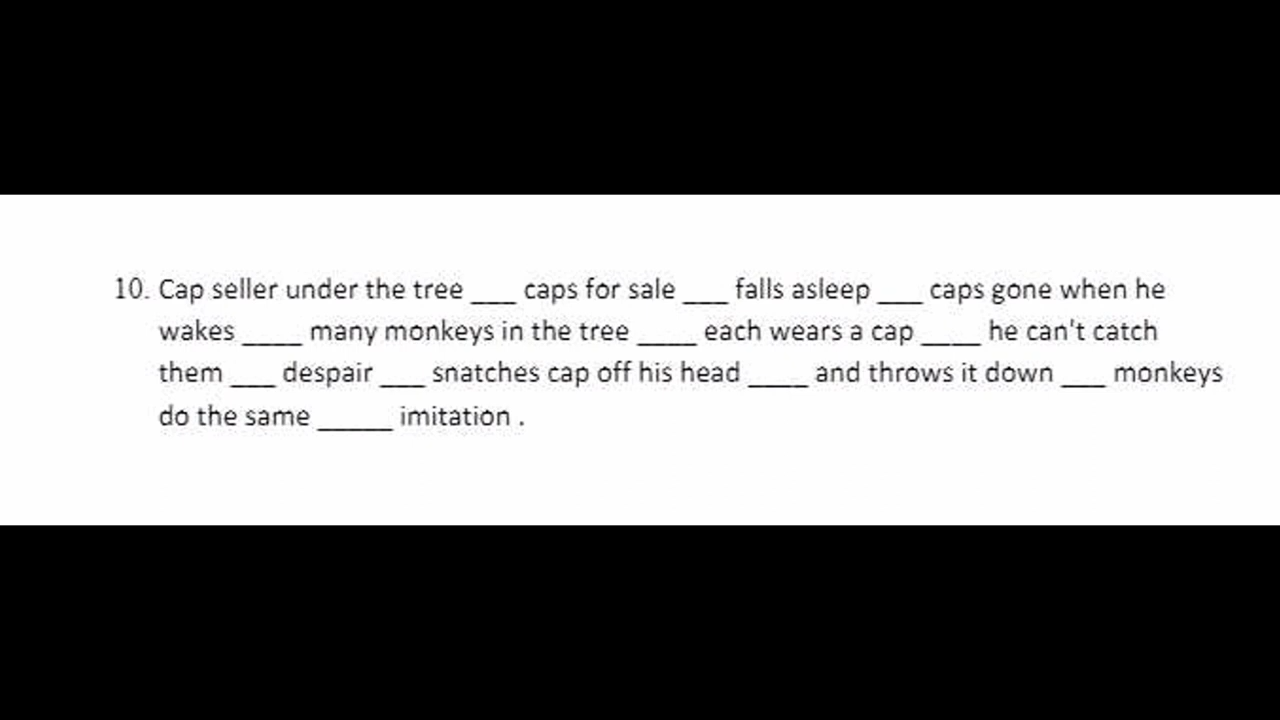 10. Cap seller under the tree ___ caps for sale ___ falls asleep ___ caps gone when he
wakes ____ many monkeys in the tree ____ each wears a cap ____ he can't catch
them ___ despair ___ snatches cap off his head ____ and throws it down ___ monkeys
do the same _____ imitation .